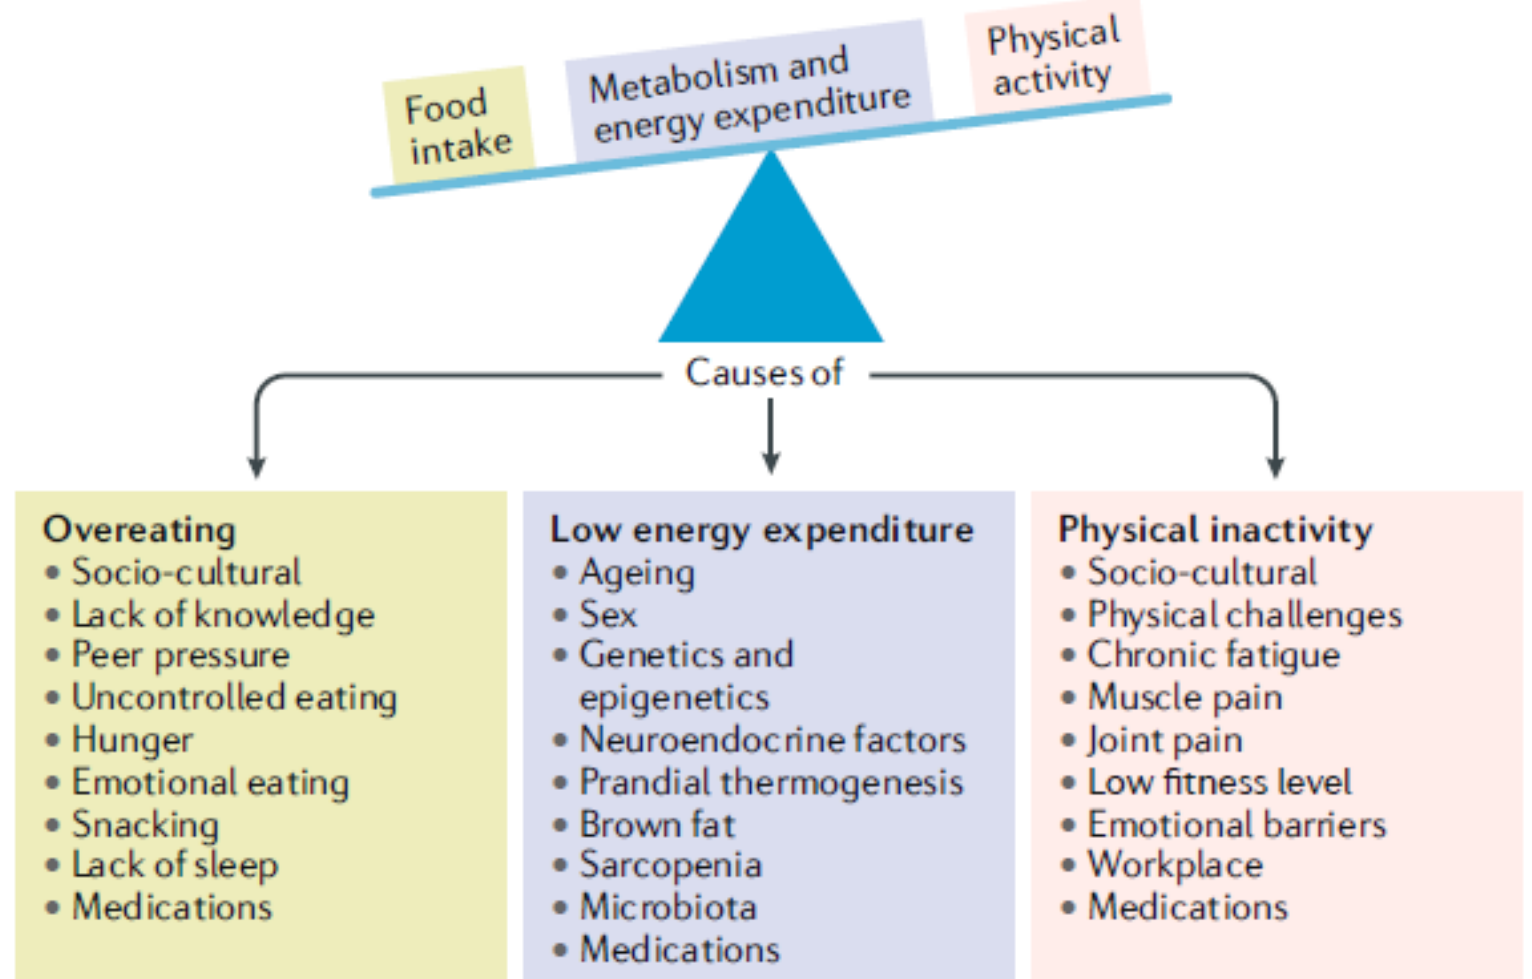 Food
intake
Metabolism and
energy expenditure
Physical
activity
Causes of
Overeating
• Socio-cultural
• Lack of knowledge
• Peer pressure
• Uncontrolled eating
• Hunger
• Emotional eating
• Snacking
• Lack of sleep
• Medications
Low energy expenditure
• Ageing
• Sex
• Genetics and
epigenetics
• Neuroendocrine factors
• Prandial thermogenesis
• Brown fat
• Sarcopenia
• Microbiota
• Medications
Physical inactivity
• Socio-cultural
• Physical challenges
• Chronic fatigue
• Muscle pain
• Joint pain
• Low fitness level
• Emotional barriers
• Workplace
• Medications